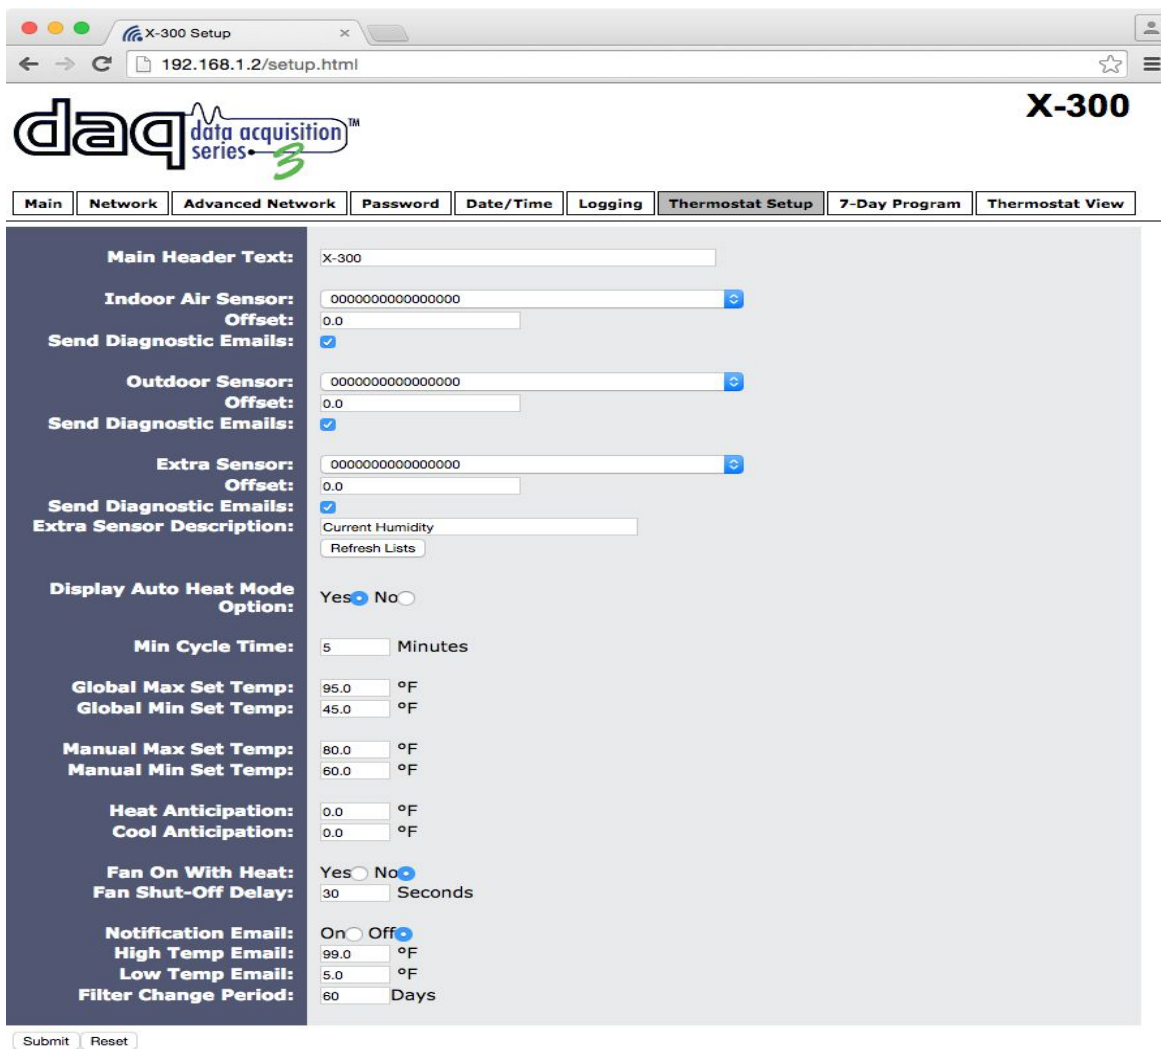 X-300 Setup
192.168.1.2/setup.html
X-300
daq data acquisition™
series 3
Main Network Advanced Network Password Date/Time Logging Thermostat Setup 7-Day Program Thermostat View
Main Header Text: X-300
Indoor Air Sensor: 0000000000000000
Offset: 0.0
Send Diagnostic Emails:
Outdoor Sensor: 0000000000000000
Offset: 0.0
Send Diagnostic Emails:
Extra Sensor: 0000000000000000
Offset: 0.0
Send Diagnostic Emails:
Extra Sensor Description: Current Humidity
Refresh Lists
Display Auto Heat Mode
Option: Yes No
Min Cycle Time: 5 Minutes
Global Max Set Temp: 95.0 °F
Global Min Set Temp: 45.0 °F
Manual Max Set Temp: 80.0 °F
Manual Min Set Temp: 60.0 °F
Heat Anticipation: 0.0 °F
Cool Anticipation: 0.0 °F
Fan On With Heat: Yes No
Fan Shut-Off Delay: 30 Seconds
Notification Email: On Off
High Temp Email: 99.0 °F
Low Temp Email: 5.0 °F
Filter Change Period: 60 Days
Submit Reset